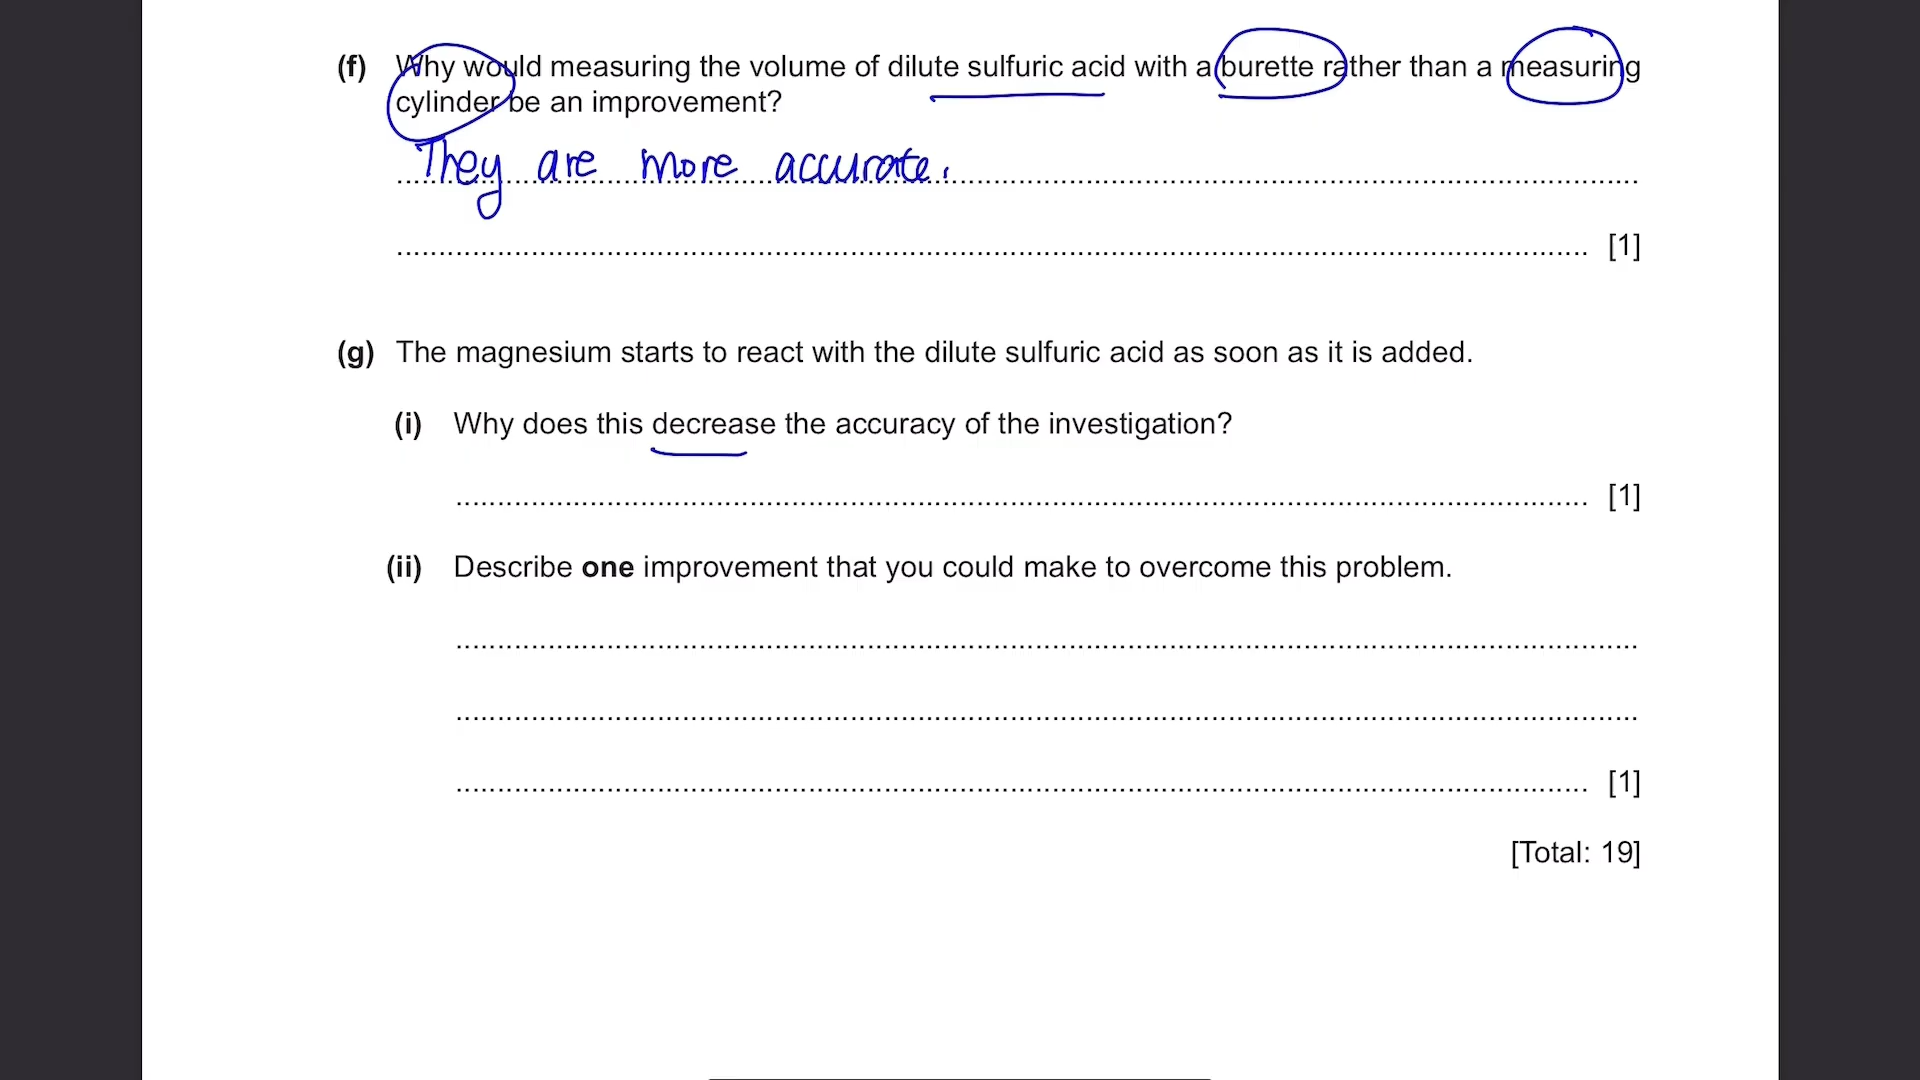 (f) Why would measuring the volume of dilute sulfuric acid with a burette rather than a measuring
cylinder be an improvement?
They are more accurate.
[1]
(g) The magnesium starts to react with the dilute sulfuric acid as soon as it is added.
(i) Why does this decrease the accuracy of the investigation?
[1]
(ii) Describe one improvement that you could make to overcome this problem.
[1]
[Total: 19]